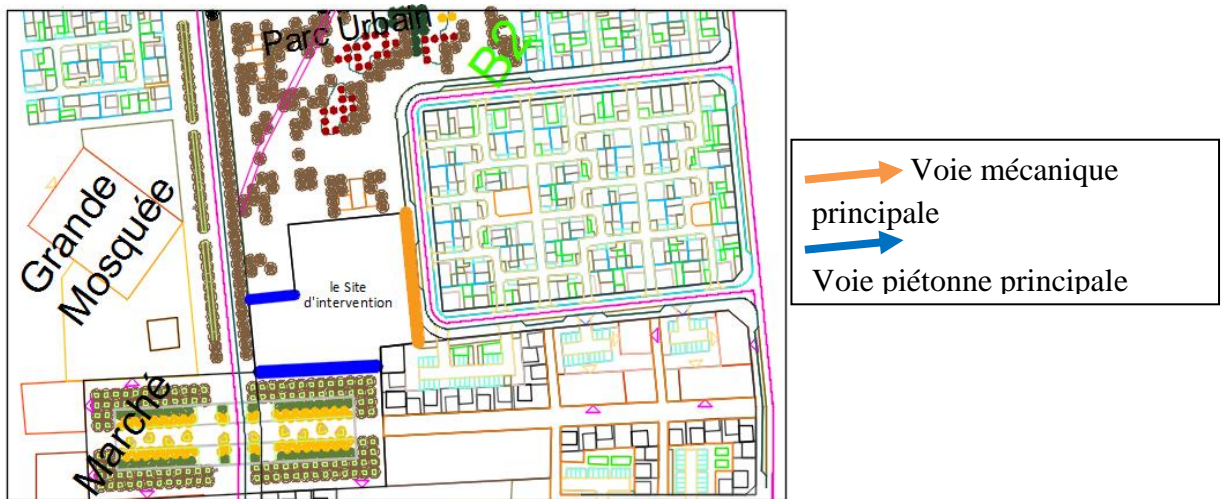 Parc Urbain
B2
Grande
Mosquée
le Site
d'intervention
Marché
Voie mécanique
principale
Voie piétonne principale